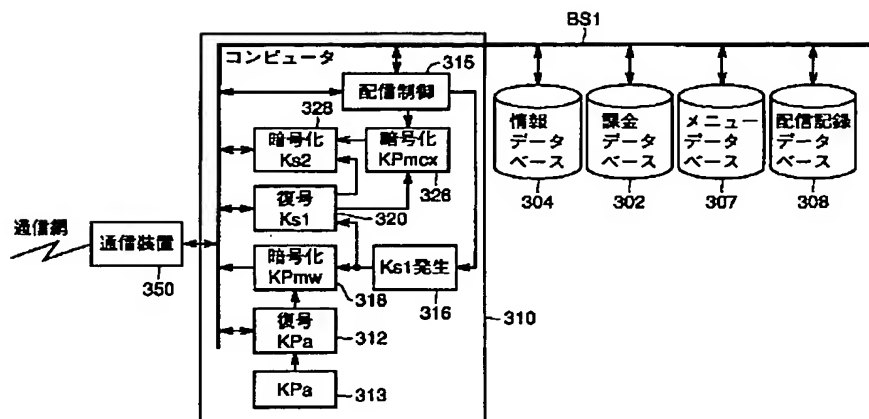 BS1
コンピュータ
315
配信制御
328
暗号化
Ks2
暗号化
KPmcx
326
復号
Ks1
320
通信網
通信装置
350
暗号化
KPmw
318
Ks1発生
316
310
復号
KPa
312
KPa
313
情報
データ
ベース
304
課金
データ
ベース
302
メニュー
データ
ベース
307
配信記録
データ
ベース
308